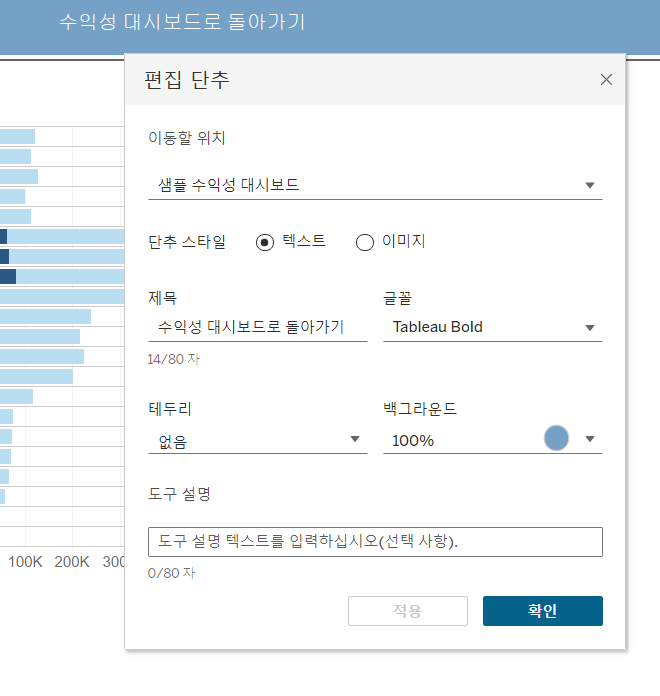 수익성 대시보드로 돌아가기
편집 단추
이동할 위치
샘플 수익성 대시보드
단추 스타일 텍스트 이미지
제목 글꼴
수익성 대시보드로 돌아가기 Tableau Bold
14/80 자
테두리 백그라운드
없음 100%
도구 설명
도구 설명 텍스트를 입력하십시오(선택 사항).
0/80 자
100K 200K 300
적용 확인